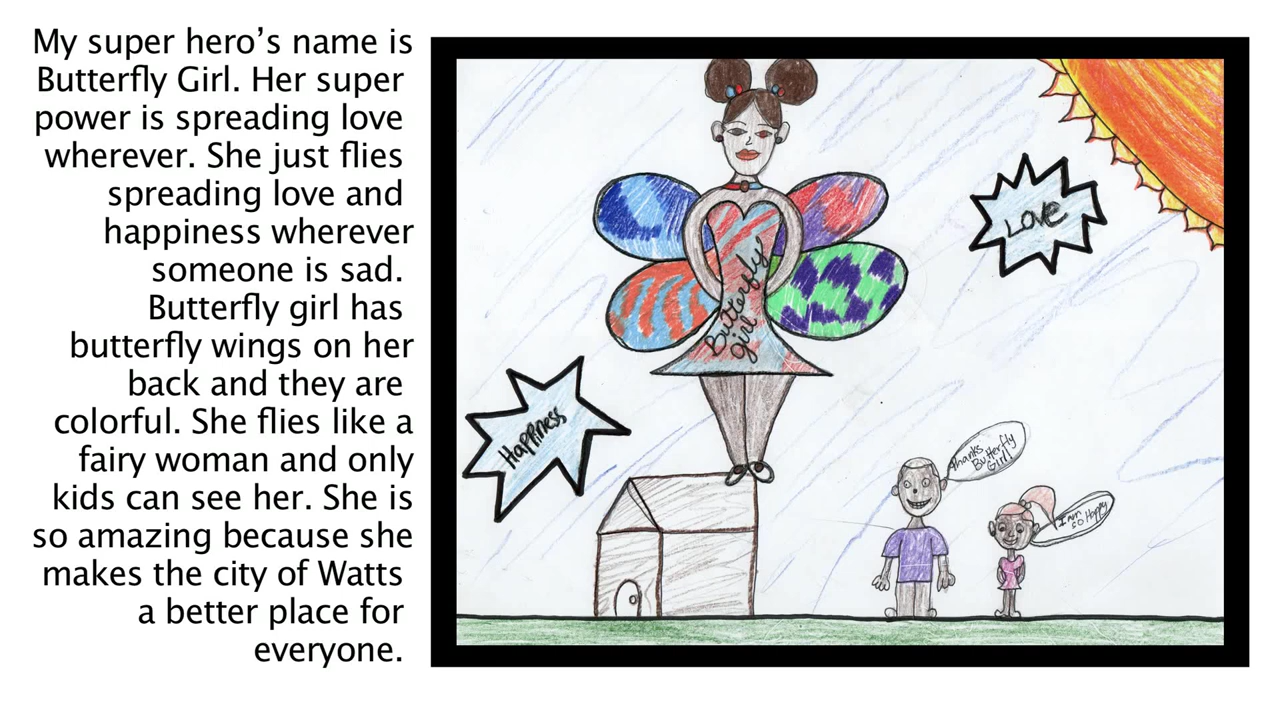 My super hero’s name is
Butterfly Girl. Her super
power is spreading love
wherever. She just flies
spreading love and
happiness wherever
someone is sad.
Butterfly girl has
butterfly wings on her
back and they are
colorful. She flies like a
fairy woman and only
kids can see her. She is
so amazing because she
makes the city of Watts
a better place for
everyone.
LOVE
Butterfly
girl
Happiness
Thanks
Butterfly
Girl!
I am
so Happy